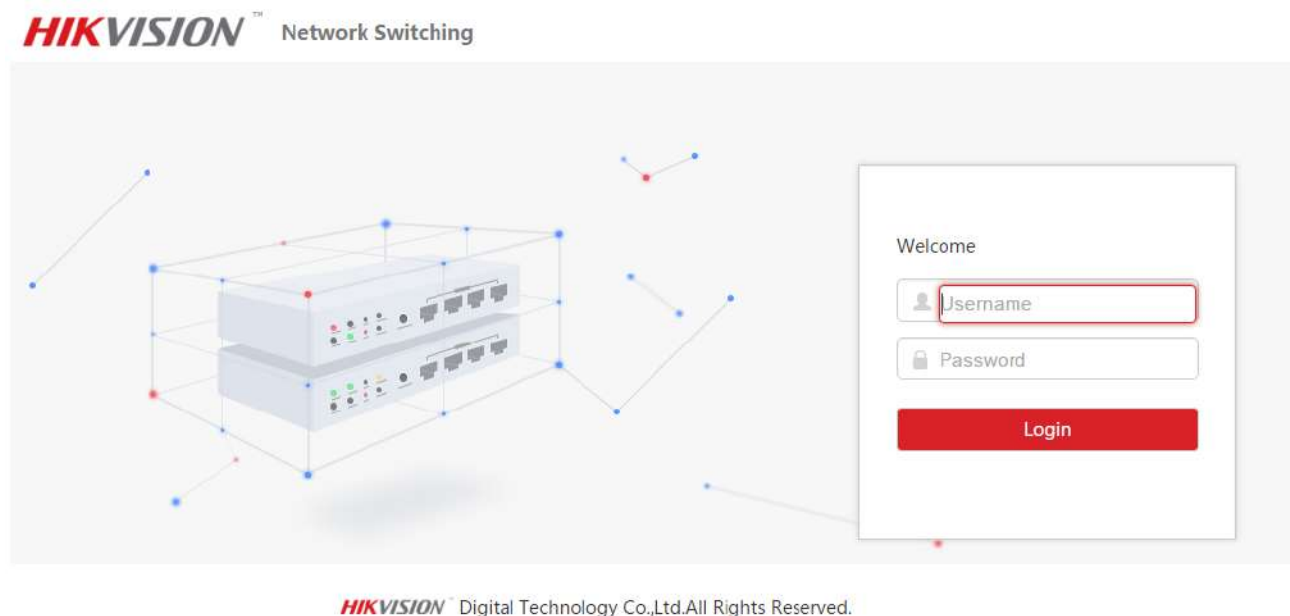 HIKVISION™ Network Switching
Welcome
Username
Password
Login
HIKVISION™ Digital Technology Co.,Ltd.All Rights Reserved.